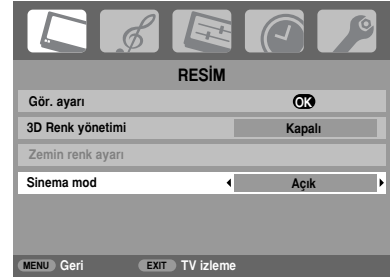 RESİM
Gör. ayarı OK
3D Renk yönetimi Kapalı
Zemin renk ayarı
Sinema mod Açık
MENU Geri EXIT TV izleme